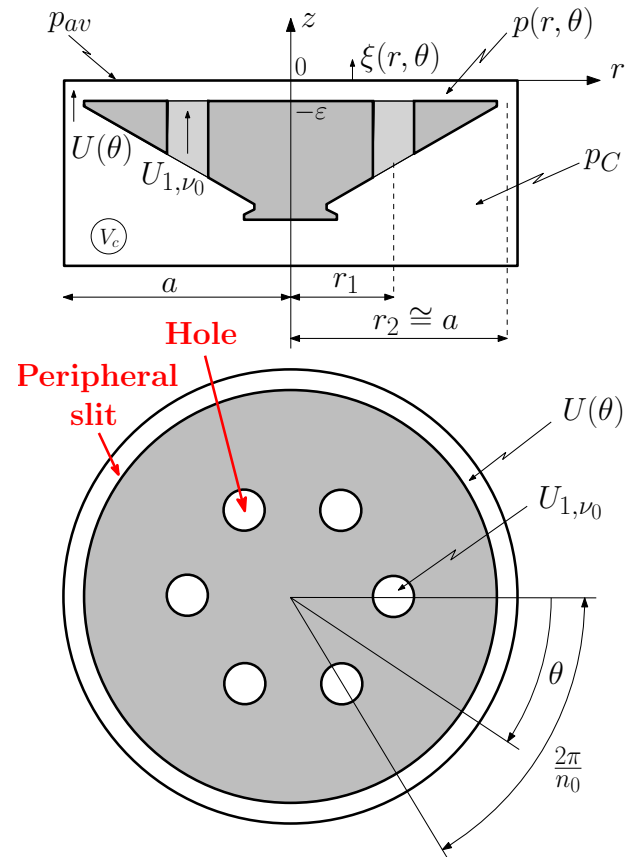 p_{av}
z
p(r, θ)
0
ξ(r, θ)
r
−ε
U(θ)
U_{1,ν_0}
p_C
V_c
a
r_1
r_2 ≅ a
Hole
Peripheral
slit
U(θ)
U_{1,ν_0}
θ
2π
n_0